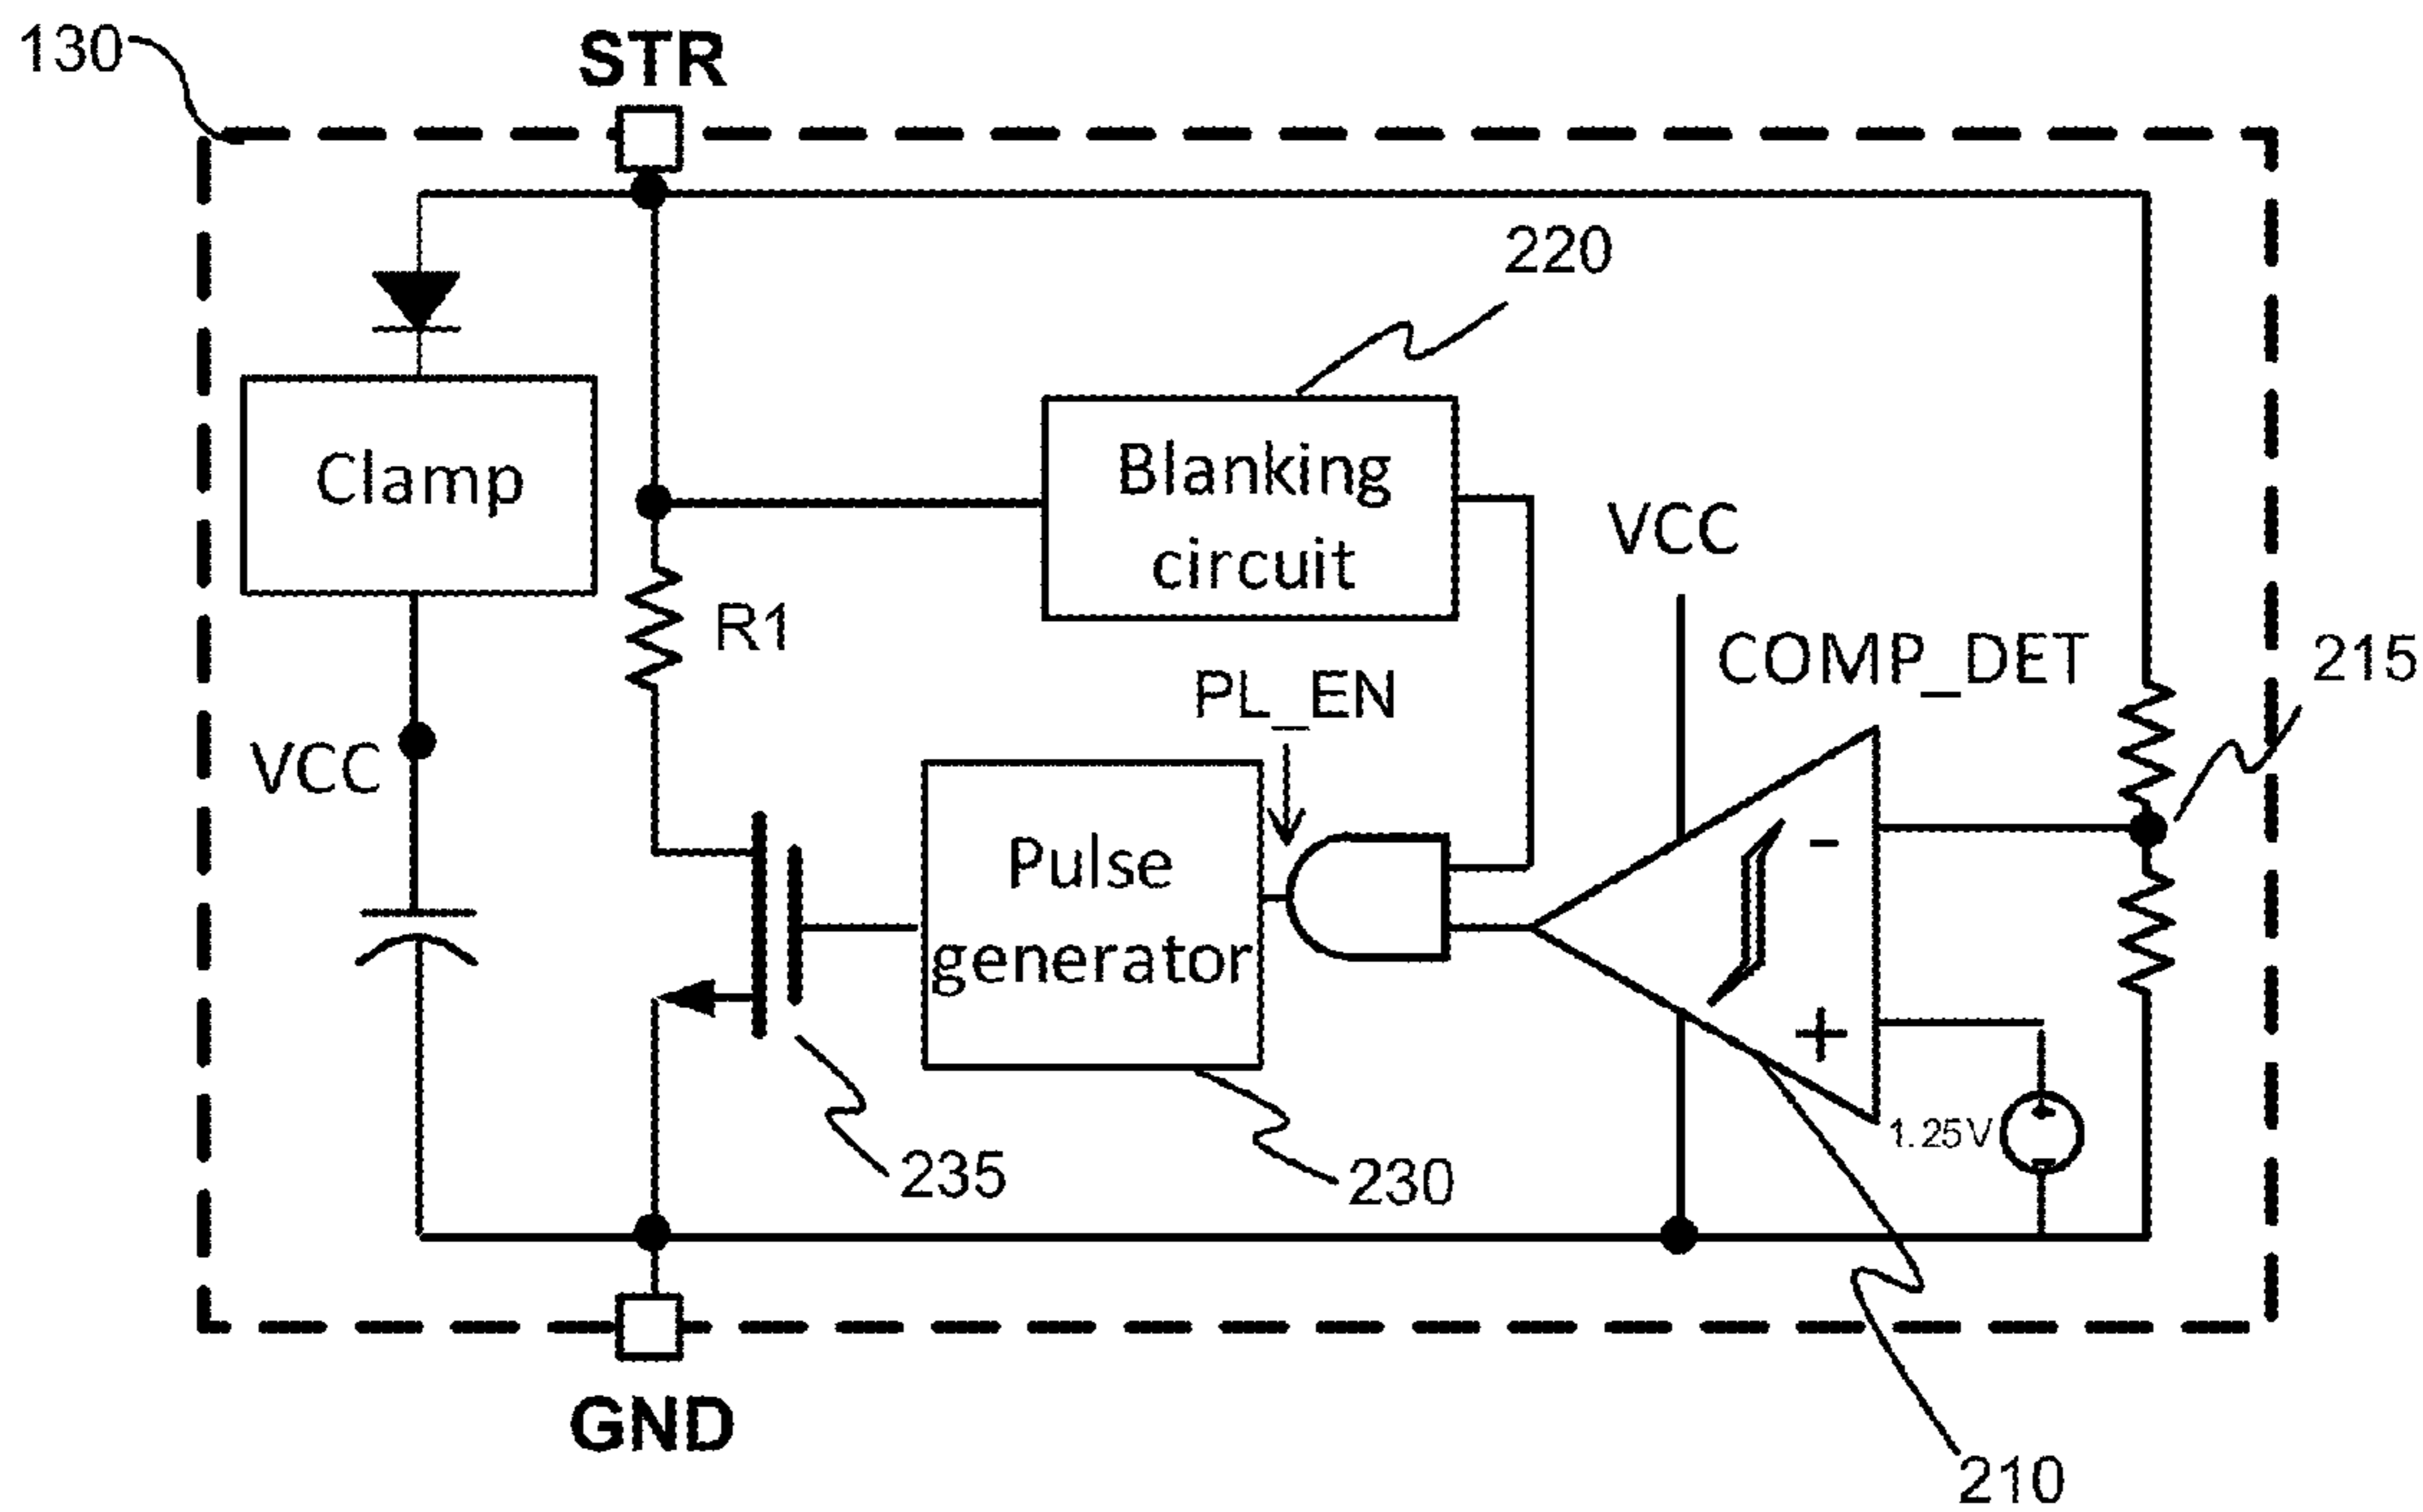 130
STR
220
Clamp
Blanking
circuit
VCC
R1
COMP_DET
215
PL_EN
VCC
Pulse
generator
-
+
1.25V
235
230
GND
210